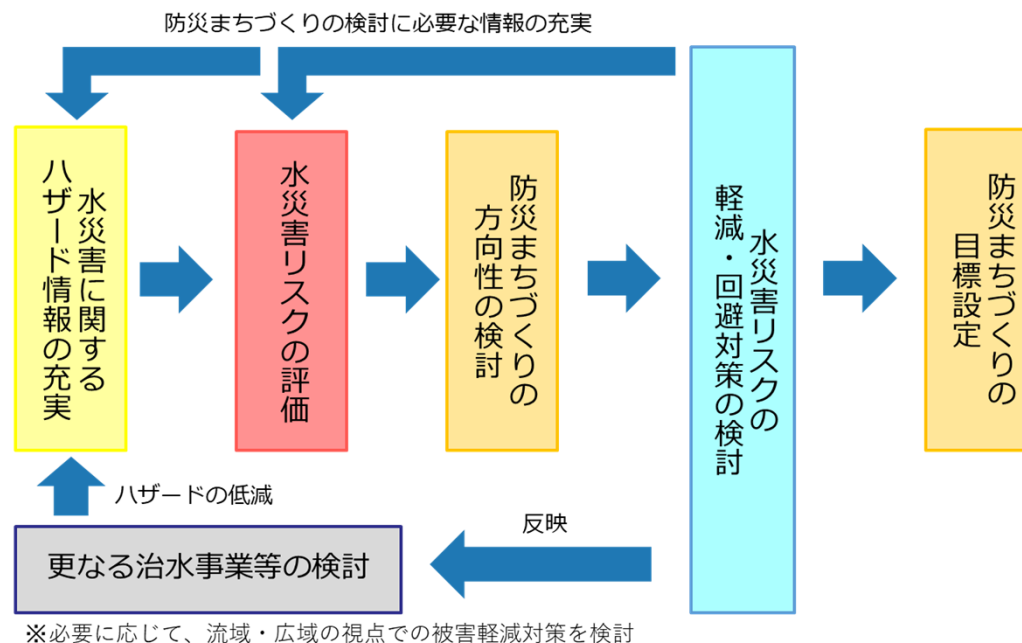 防災まちづくりの検討に必要な情報の充実
水災害に関する
ハザード情報の充実
水災害リスクの評価
防災まちづくりの
方向性の検討
水災害リスクの
軽減・回避対策の検討
防災まちづくりの
目標設定
ハザードの低減
反映
更なる治水事業等の検討
※必要に応じて、流域・広域の視点での被害軽減対策を検討